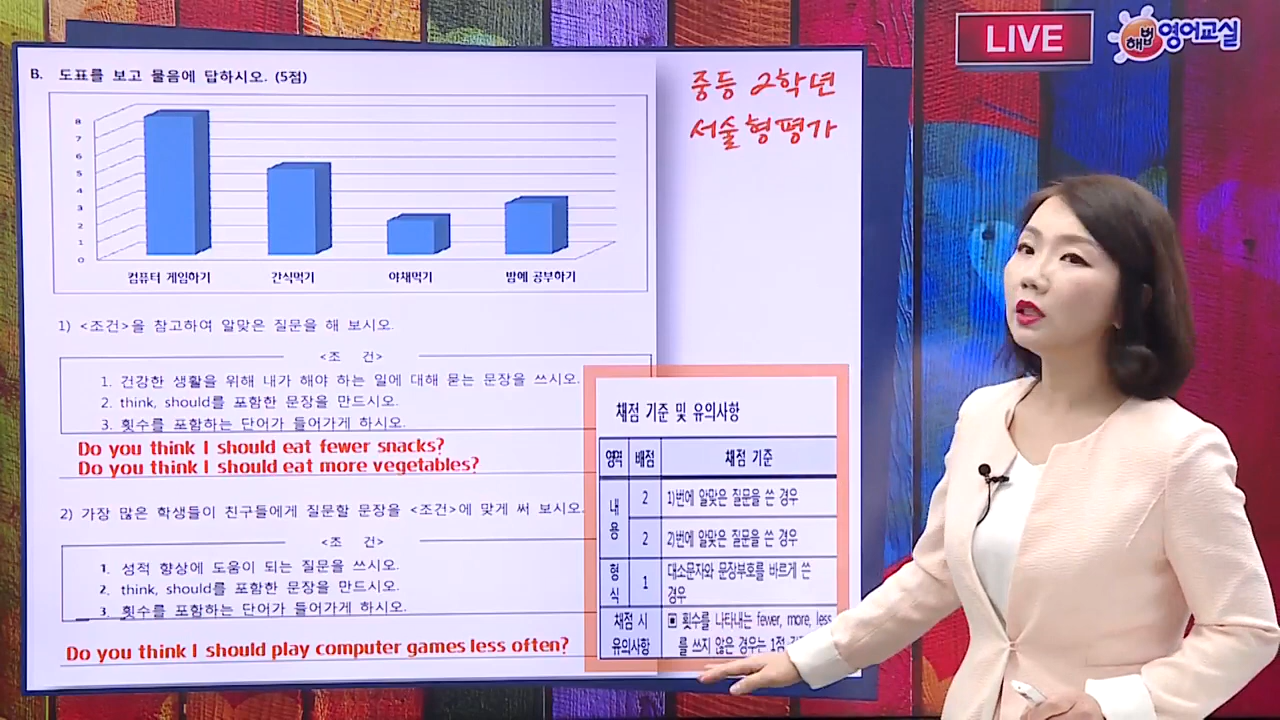 LIVE
해법 영어교실
B. 도표를 보고 물음에 답하시오. (5점)
중등 2학년
서술형평가
8
7
6
5
4
3
2
1
0
컴퓨터 게임하기 간식먹기 야채먹기 밤에 공부하기
1) <조건>을 참고하여 알맞은 질문을 해 보시오.
<조 건>
1. 건강한 생활을 위해 내가 해야 하는 일에 대해 묻는 문장을 쓰시오.
2. think, should를 포함한 문장을 만드시오.
3. 횟수를 포함하는 단어가 들어가게 하시오.
Do you think I should eat fewer snacks?
Do you think I should eat more vegetables?
2) 가장 많은 학생들이 친구들에게 질문할 문장을 <조건>에 맞게 써 보시오.
<조 건>
1. 성적 향상에 도움이 되는 질문을 쓰시오.
2. think, should를 포함한 문장을 만드시오.
3. 횟수를 포함하는 단어가 들어가게 하시오.
Do you think I should play computer games less often?
채점 기준 및 유의사항
영역 배점 채점 기준
내용 2 1)번에 알맞은 질문을 쓴 경우
2 2)번에 알맞은 질문을 쓴 경우
형식 1 대소문자와 문장부호를 바르게 쓴
경우
채점 시 ▣ 횟수를 나타내는 fewer, more, less
유의사항 를 쓰지 않은 경우는 1점